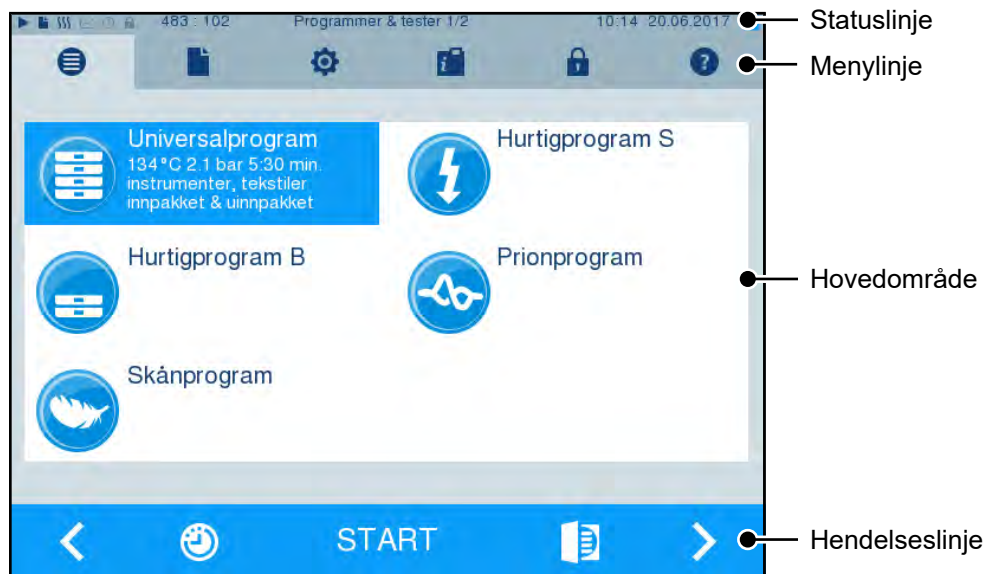 483 : 102 Programmer & tester 1/2 10:14 20.06.2017
Statuslinje
Menylinje
Universalprogram
134°C 2.1 bar 5:30 min.
instrumenter, tekstiler
innpakket & uinnpakket
Hurtigprogram S
Hurtigprogram B
Prionprogram
Hovedområde
Skånprogram
START
Hendelseslinje